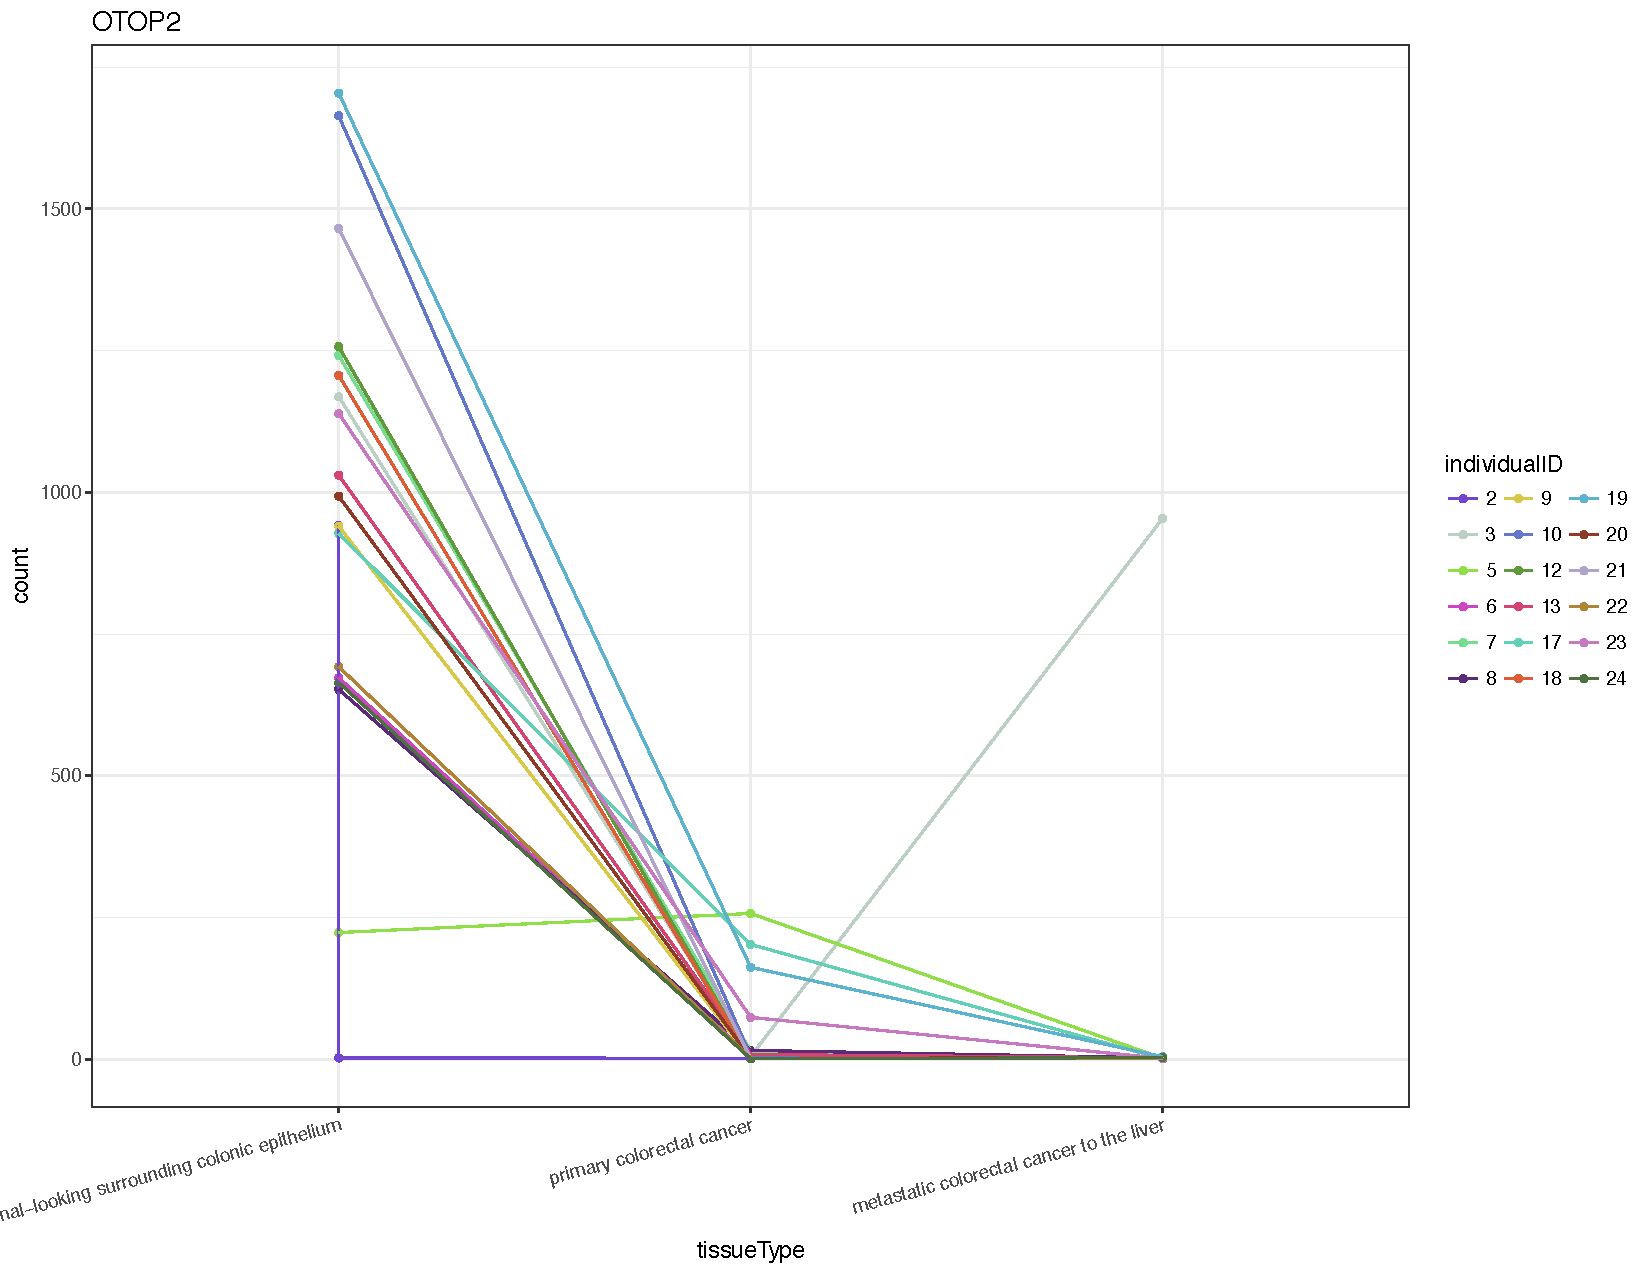 OTOP2
1500
1000
500
0
count
nal-looking surrounding colonic epithelium
primary colorectal cancer
metastatic colorectal cancer to the liver
tissueType
individualID
2 9 19
3 10 20
5 12 21
6 13 22
7 17 23
8 18 24